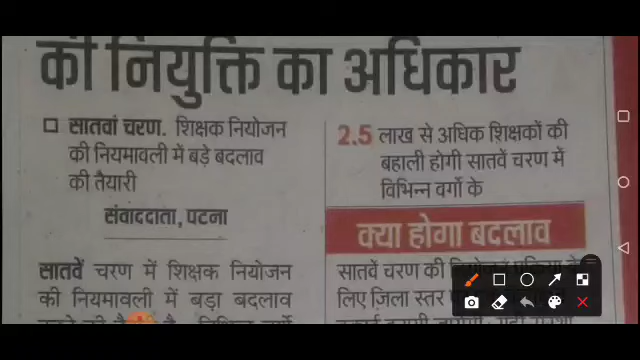 की नियुक्ति का अधिकार
सातवां चरण. शिक्षक नियोजन
की नियमावली में बड़े बदलाव
की तैयारी
संवाददाता, पटना
सातवें चरण में शिक्षक नियोजन
की नियमावली में बड़ा बदलाव
2.5 लाख से अधिक शिक्षकों की
बहाली होगी सातवें चरण में
विभिन्न वर्गो के
क्या होगा बदलाव
सातवें चरण की
लिए ज़िला स्तर